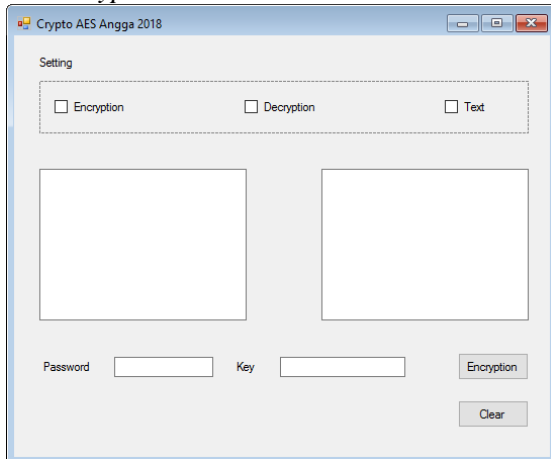 Crypto AES Angga 2018
Setting
Encryption Decryption Text
Password Key Encryption
Clear